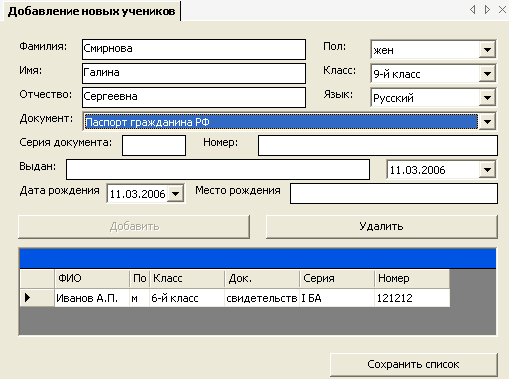 Добавление новых учеников
Фамилия: Смирнова Пол: жен
Имя: Галина Класс: 9-й класс
Отчество: Сергеевна Язык: Русский
Документ: Паспорт гражданина РФ
Серия документа: Номер:
Выдан: 11.03.2006
Дата рождения 11.03.2006 Место рождения
Добавить Удалить
ФИО По Класс Док. Серия Номер
Иванов А.П. м 6-й класс свидетельств I БА 121212
Сохранить список